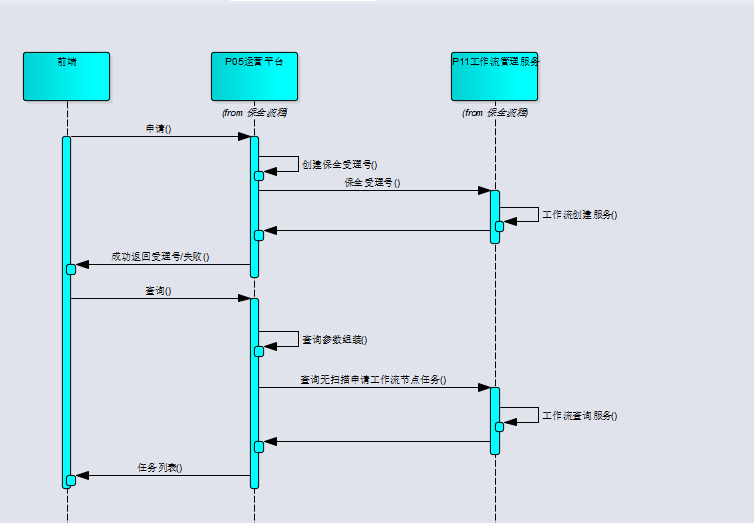 前端
P05运营平台
P11工作流管理服务
(from 保全流程)
(from 保全流程)
申请()
创建保全受理号()
保全受理号()
工作流创建服务()
成功返回受理号/失败()
查询()
查询参数组装()
查询无扫描申请工作流节点任务()
工作流查询服务()
任务列表()